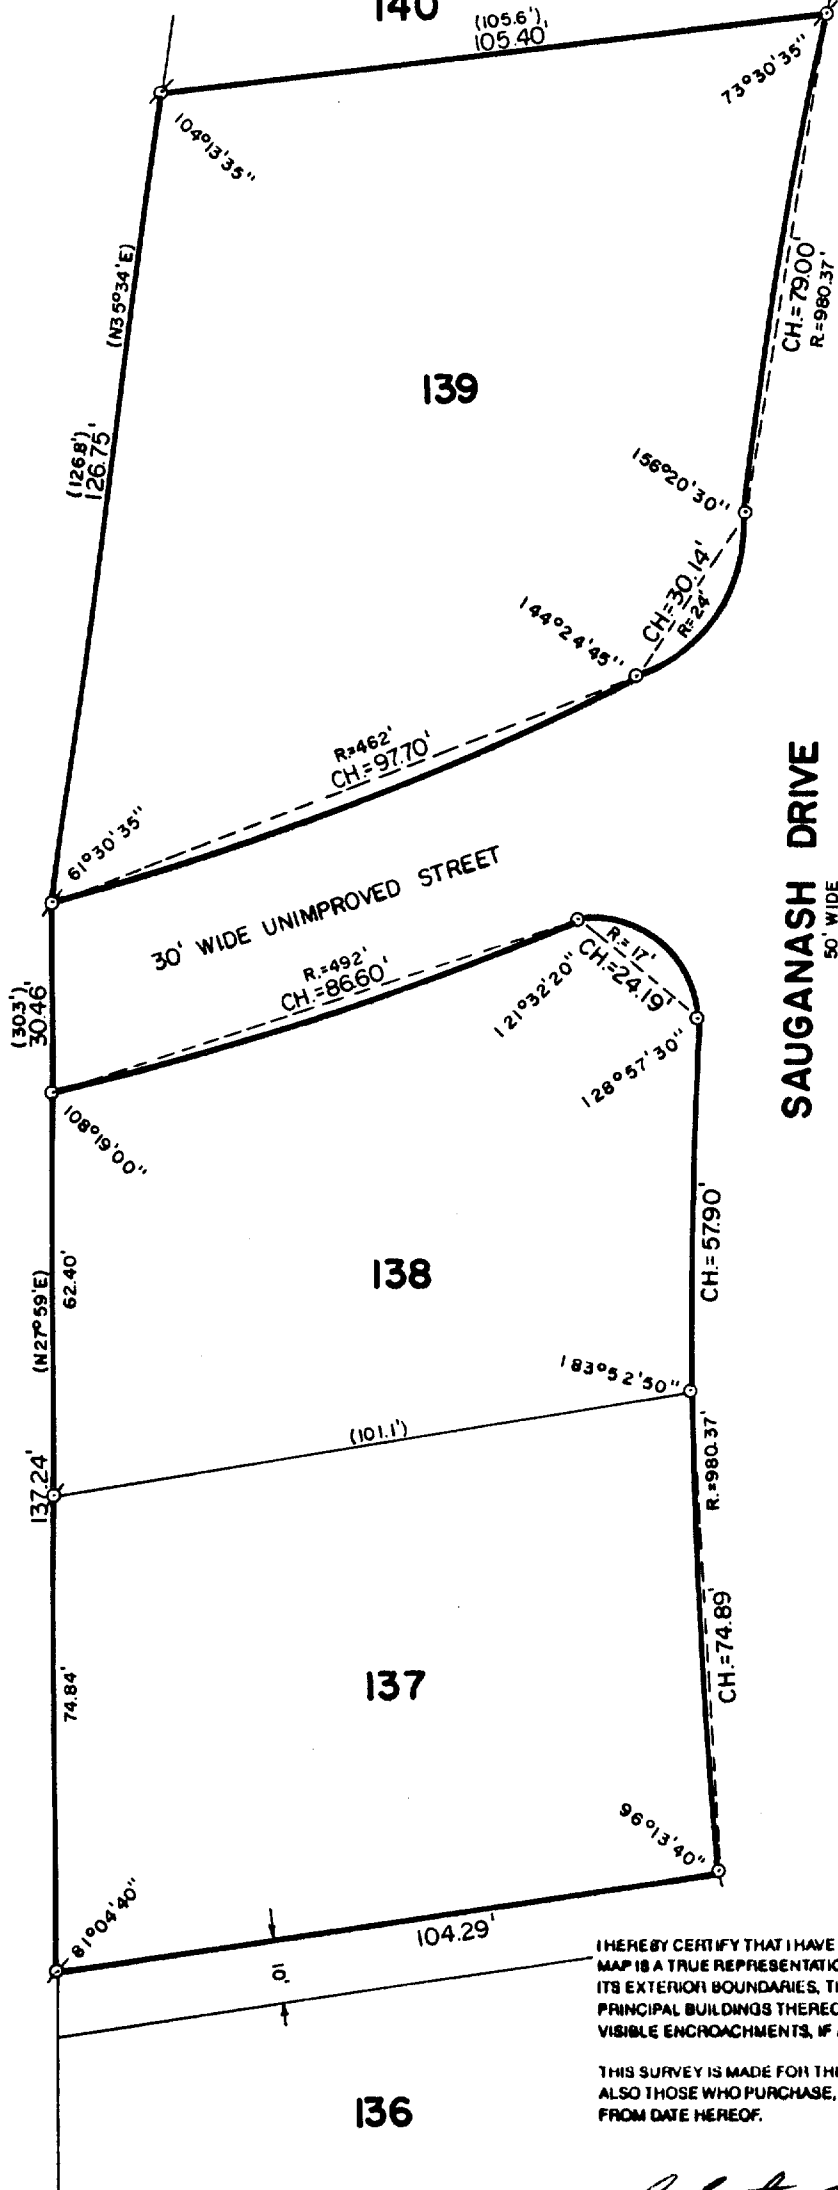 140
(105.6')
105.40'
73°30'35"
104°13'35"
(N35°34'E)
CH.=79.00'
R.=980.37'
139
(126.8')
126.75'
156°20'30"
CH.=30.14'
R.=24'
144°24'45"
R.=462'
CH.=97.70'
61°30'35"
SAUGANASH DRIVE
50' WIDE
30' WIDE UNIMPROVED STREET
R.=17'
CH.=24.19'
R.=492'
CH.=86.60'
121°32'20"
(30.3')
30.46'
128°57'30"
108°19'00"
CH.=57.90'
138
(N27°59'E)
62.40'
183°52'50"
(101.1')
R.=980.37'
137.24'
CH.=74.89'
137
74.84'
96°13'40"
81°04'40"
104.29'
10'
I HEREBY CERTIFY THAT I HAVE
MAP IS A TRUE REPRESENTATIO
ITS EXTERIOR BOUNDARIES, T
PRINCIPAL BUILDINGS THEREO
VISIBLE ENCROACHMENTS, IF
THIS SURVEY IS MADE FOR TH
ALSO THOSE WHO PURCHASE,
FROM DATE HEREOF.
136